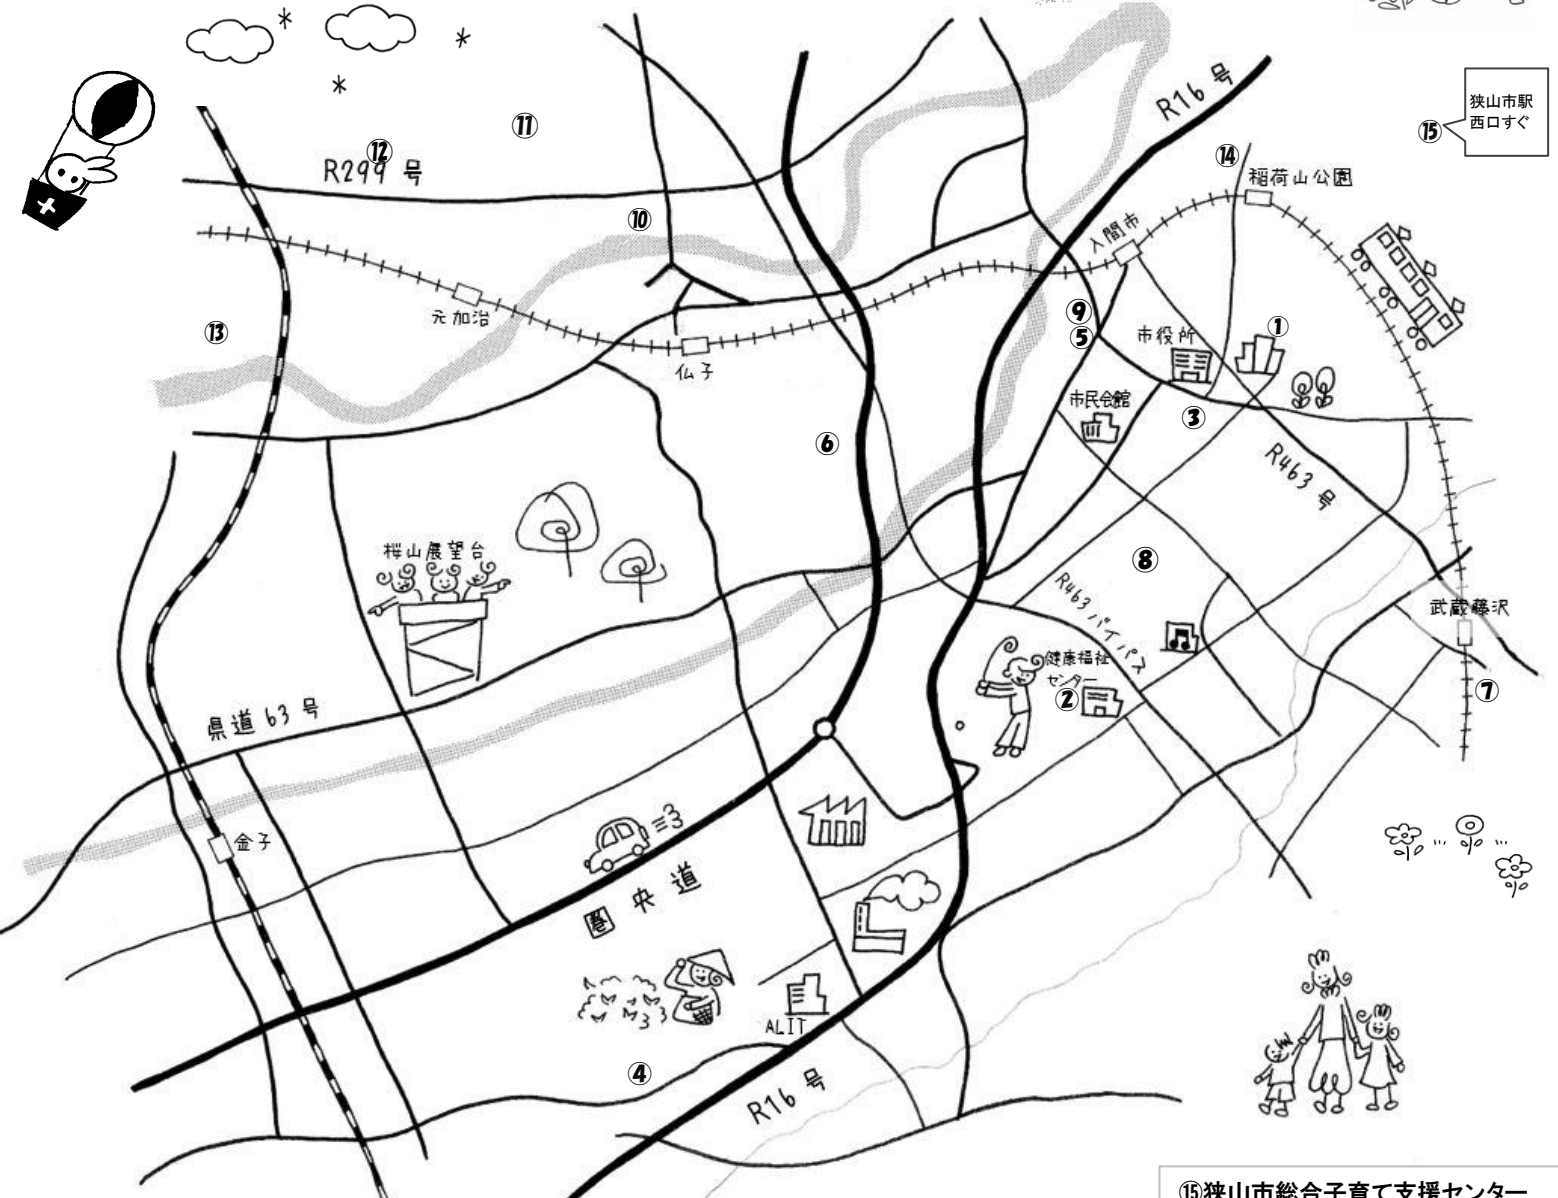 狭山市駅
西口すぐ
⑮
⑪
⑫
R299号
R16号
⑭
稲荷山公園
⑩
入間市
元加治
⑬
⑨
⑤
市役所
①
仏子
市民会館
③
⑥
R463号
桜山展望台
⑧
R463バイパス
武蔵藤沢
健康福祉
センター
②
⑦
県道63号
金子
圏央道
ALIT
④
R16号
⑮狭山市総合子育て支援センター